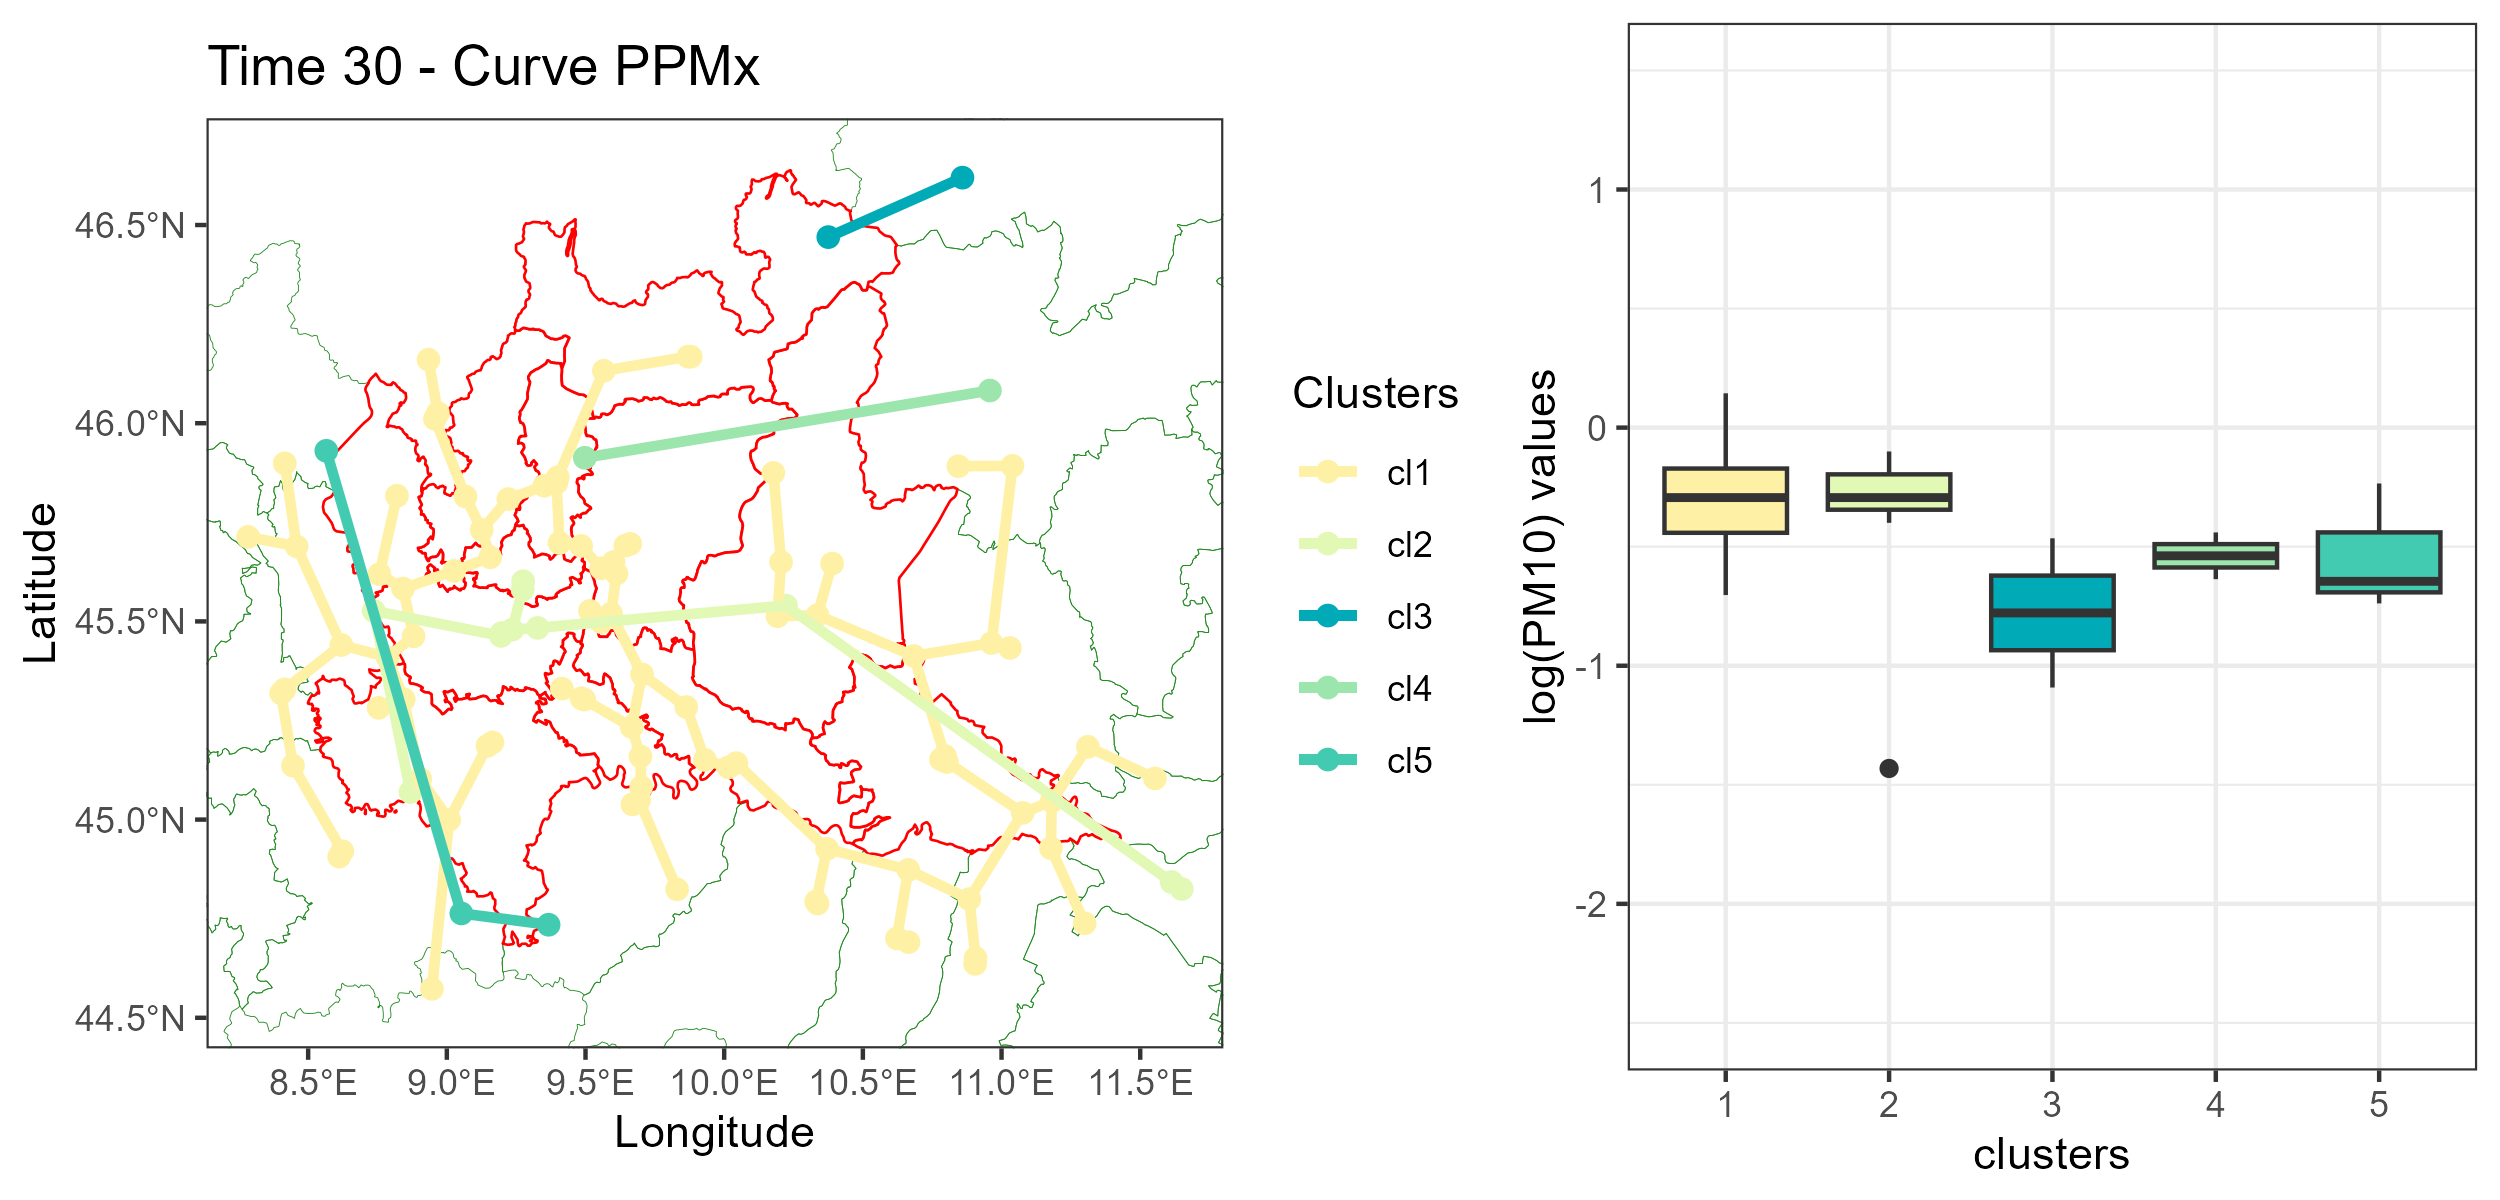 Time 30 - Curve PPMx
46.5°N
46.0°N
45.5°N
45.0°N
44.5°N
Latitude
8.5°E 9.0°E 9.5°E 10.0°E 10.5°E 11.0°E 11.5°E
Longitude
Clusters
cl1
cl2
cl3
cl4
cl5
log(PM10) values
1
0
-1
-2
1 2 3 4 5
clusters